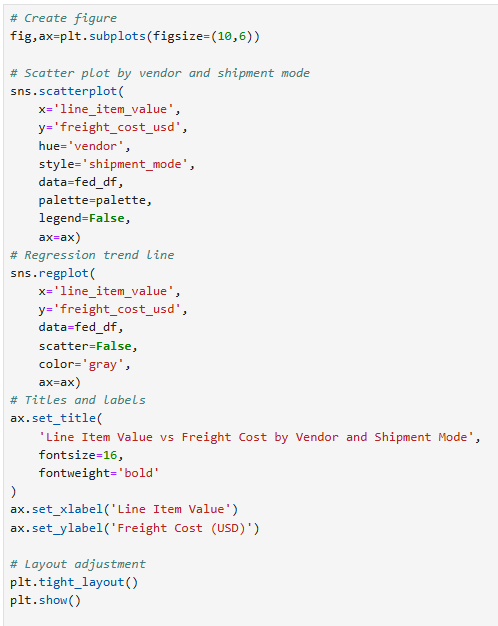 # Create figure
fig,ax=plt.subplots(figsize=(10,6))

# Scatter plot by vendor and shipment mode
sns.scatterplot(
    x='line_item_value',
    y='freight_cost_usd',
    hue='vendor',
    style='shipment_mode',
    data=fed_df,
    palette=palette,
    legend=False,
    ax=ax)
# Regression trend line
sns.regplot(
    x='line_item_value',
    y='freight_cost_usd',
    data=fed_df,
    scatter=False,
    color='gray',
    ax=ax)
# Titles and labels
ax.set_title(
    'Line Item Value vs Freight Cost by Vendor and Shipment Mode',
    fontsize=16,
    fontweight='bold'
)
ax.set_xlabel('Line Item Value')
ax.set_ylabel('Freight Cost (USD)')

# Layout adjustment
plt.tight_layout()
plt.show()